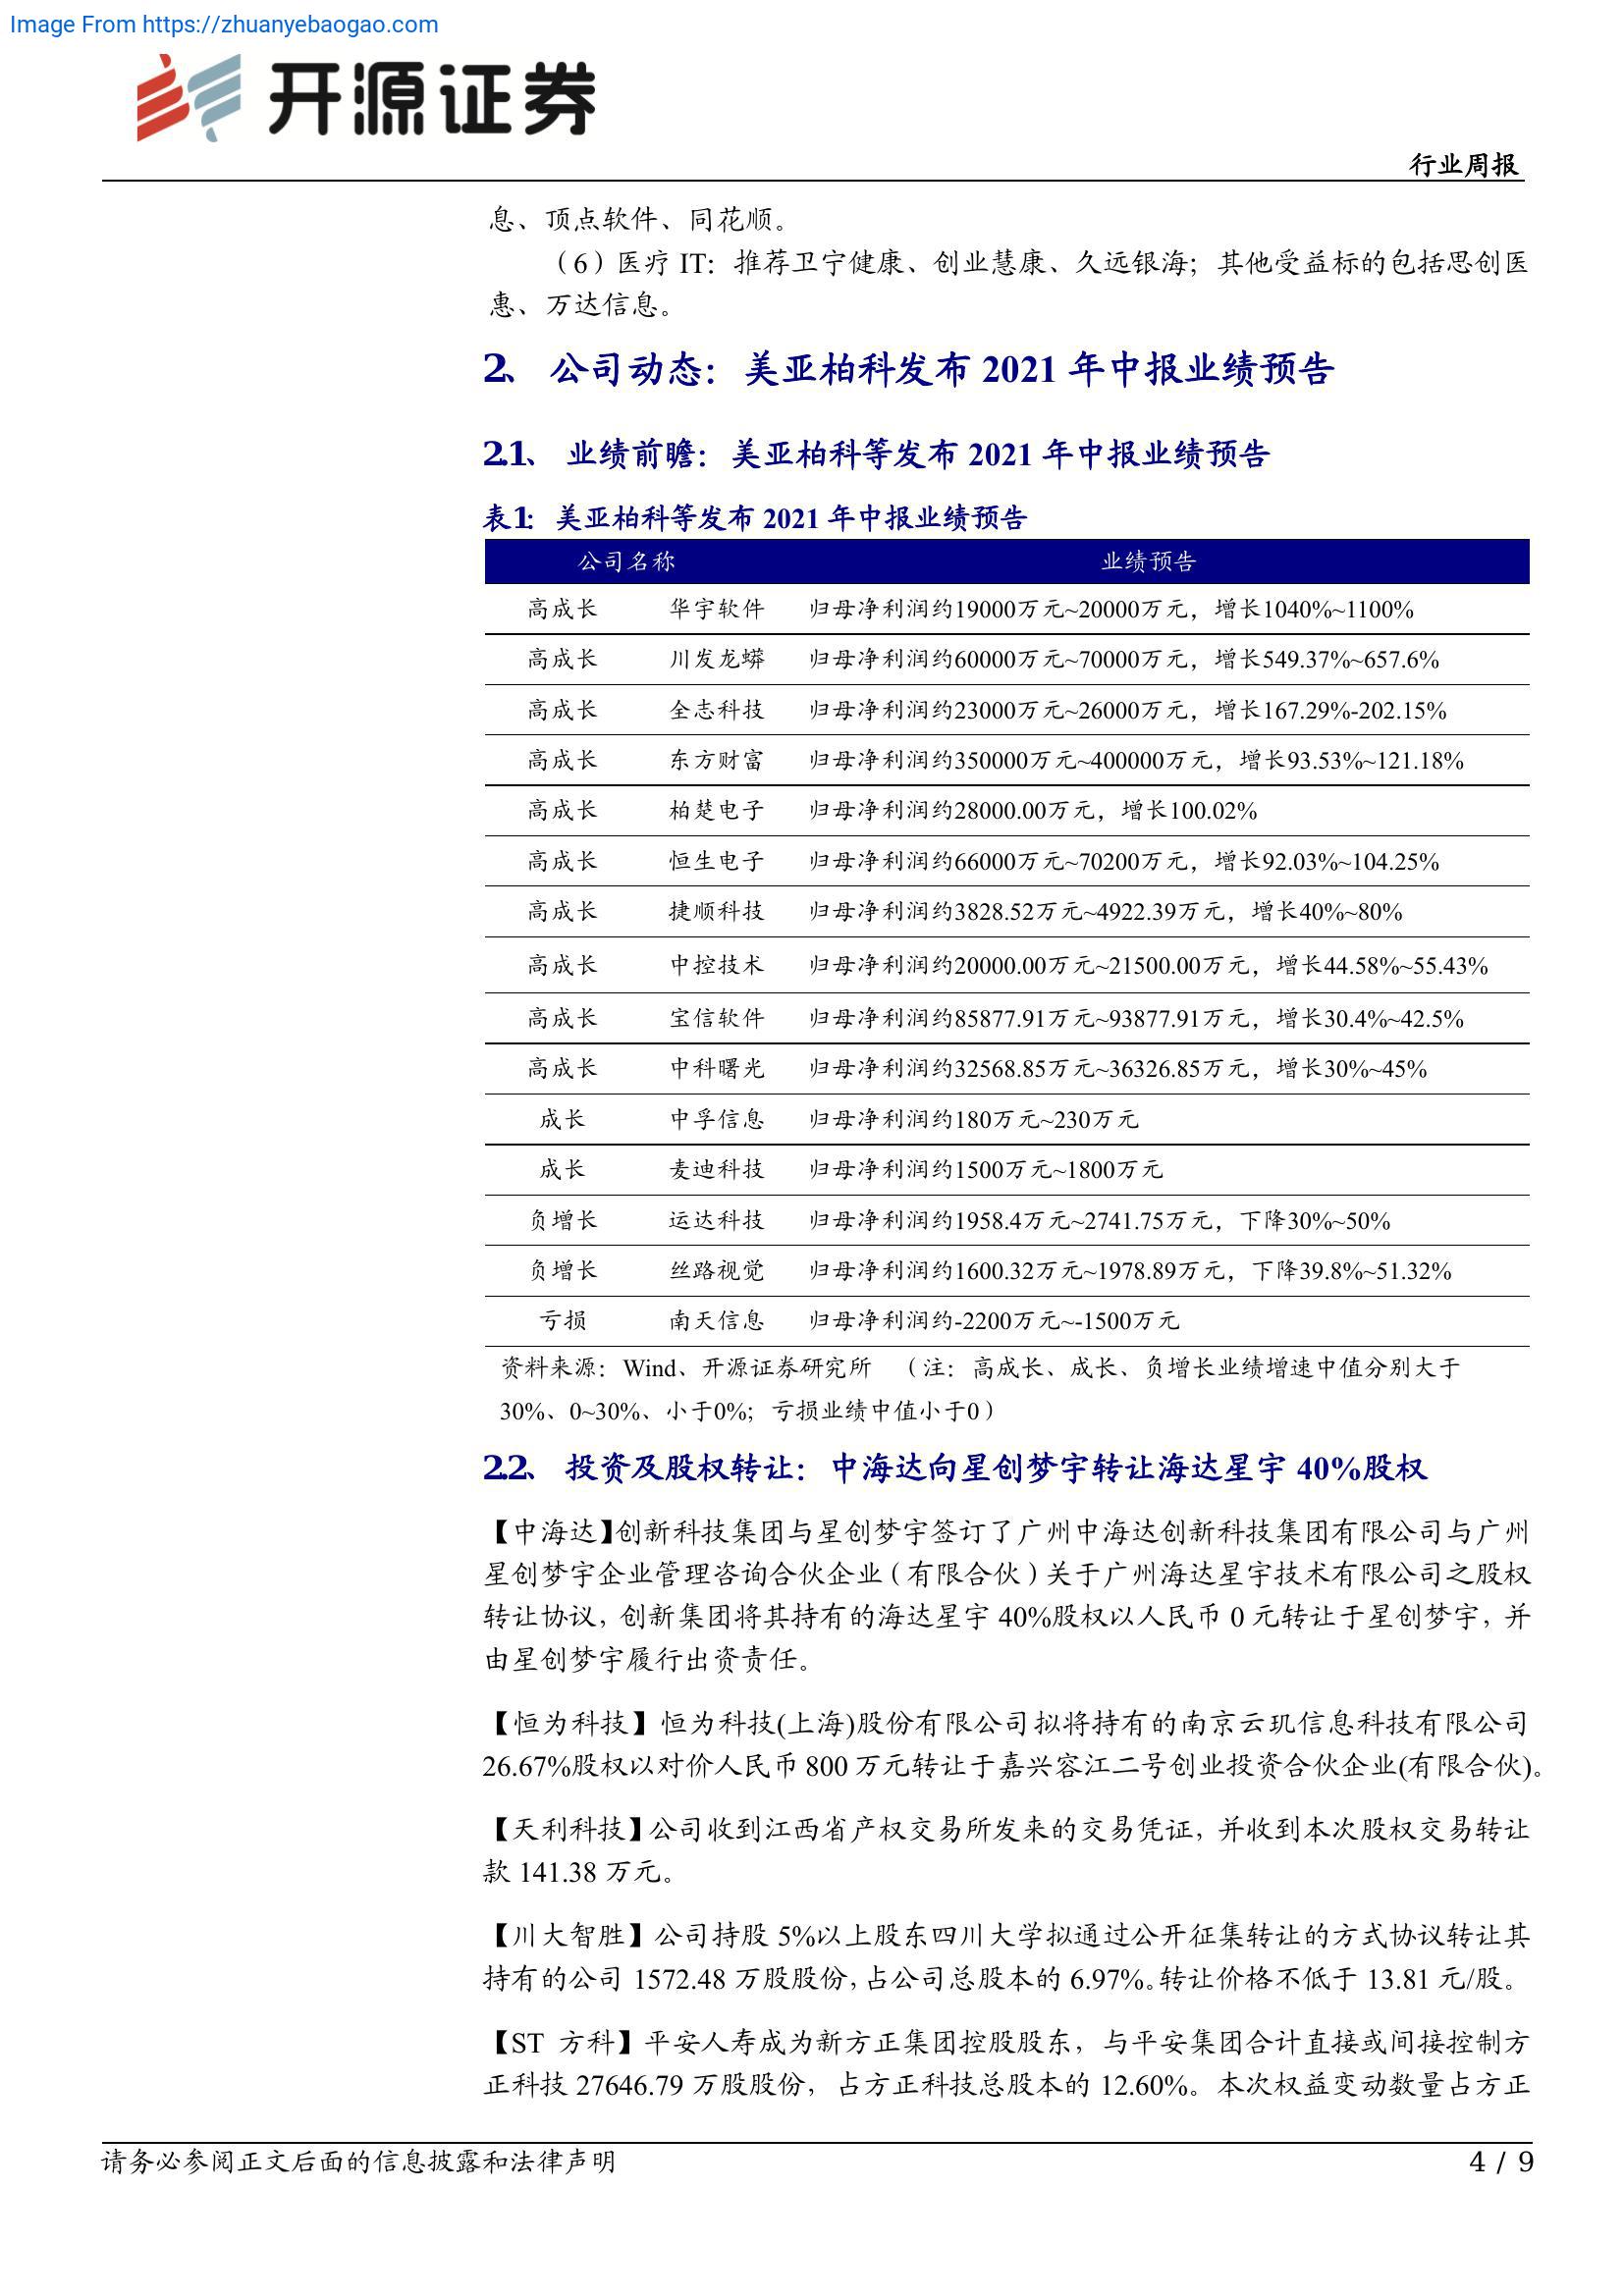 Image From https://zhuanyebaogao.com
开源证券
行业周报
息、顶点软件、同花顺。
（6）医疗 IT：推荐卫宁健康、创业慧康、久远银海；其他受益标的包括思创医
惠、万达信息。
2、 公司动态：美亚柏科发布 2021 年中报业绩预告
2.1、 业绩前瞻：美亚柏科等发布 2021 年中报业绩预告
表1：美亚柏科等发布 2021 年中报业绩预告
公司名称 业绩预告
高成长 华宇软件 归母净利润约19000万元~20000万元，增长1040%~1100%
高成长 川发龙蟒 归母净利润约60000万元~70000万元，增长549.37%~657.6%
高成长 全志科技 归母净利润约23000万元~26000万元，增长167.29%-202.15%
高成长 东方财富 归母净利润约350000万元~400000万元，增长93.53%~121.18%
高成长 柏楚电子 归母净利润约28000.00万元，增长100.02%
高成长 恒生电子 归母净利润约66000万元~70200万元，增长92.03%~104.25%
高成长 捷顺科技 归母净利润约3828.52万元~4922.39万元，增长40%~80%
高成长 中控技术 归母净利润约20000.00万元~21500.00万元，增长44.58%~55.43%
高成长 宝信软件 归母净利润约85877.91万元~93877.91万元，增长30.4%~42.5%
高成长 中科曙光 归母净利润约32568.85万元~36326.85万元，增长30%~45%
成长 中孚信息 归母净利润约180万元~230万元
成长 麦迪科技 归母净利润约1500万元~1800万元
负增长 运达科技 归母净利润约1958.4万元~2741.75万元，下降30%~50%
负增长 丝路视觉 归母净利润约1600.32万元~1978.89万元，下降39.8%~51.32%
亏损 南天信息 归母净利润约-2200万元~-1500万元
资料来源：Wind、开源证券研究所 （注：高成长、成长、负增长业绩增速中值分别大于
30%、0~30%、小于0%；亏损业绩中值小于0）
2.2、 投资及股权转让：中海达向星创梦宇转让海达星宇 40%股权
【中海达】创新科技集团与星创梦宇签订了广州中海达创新科技集团有限公司与广州
星创梦宇企业管理咨询合伙企业（有限合伙）关于广州海达星宇技术有限公司之股权
转让协议，创新集团将其持有的海达星宇 40%股权以人民币 0 元转让于星创梦宇，并
由星创梦宇履行出资责任。
【恒为科技】恒为科技(上海)股份有限公司拟将持有的南京云玑信息科技有限公司
26.67%股权以对价人民币 800 万元转让于嘉兴容江二号创业投资合伙企业(有限合伙)。
【天利科技】公司收到江西省产权交易所发来的交易凭证，并收到本次股权交易转让
款 141.38 万元。
【川大智胜】公司持股 5%以上股东四川大学拟通过公开征集转让的方式协议转让其
持有的公司 1572.48 万股股份，占公司总股本的 6.97%。转让价格不低于 13.81 元/股。
【ST 方科】平安人寿成为新方正集团控股股东，与平安集团合计直接或间接控制方
正科技 27646.79 万股股份，占方正科技总股本的 12.60%。本次权益变动数量占方正
请务必参阅正文后面的信息披露和法律声明
4 / 9